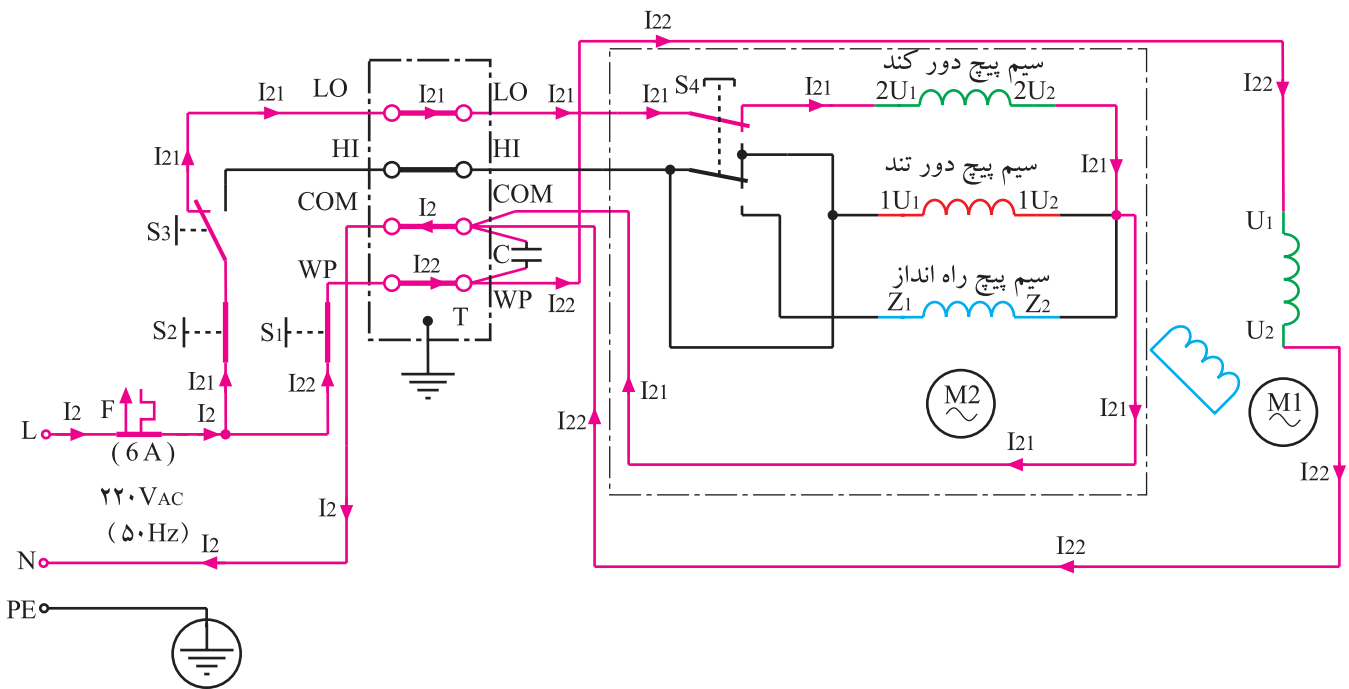 I22
I22
LO
I21
I21
LO
I21
I21
S4
I21
سیم پیچ دور کند
2U1
2U2
I21
HI
HI
I21
سیم پیچ دور تند
1U1
1U2
COM
I2
COM
S3
C
U1
WP
I22
WP
I22
سیم پیچ راه انداز
Z1
Z2
T
S2
S1
U2
I21
I22
I21
M2
M1
I2
F
I2
I22
I21
L
(6A)
I21
I22
۲۲۰VAC
(۵۰Hz)
I2
I2
I22
N
PE